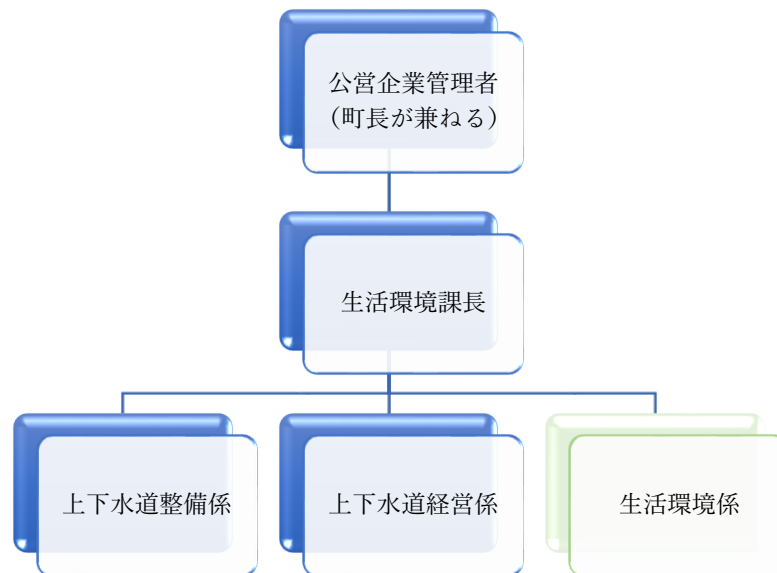 公営企業管理者
（町長が兼ねる）
生活環境課長
上下水道整備係
上下水道経営係
生活環境係